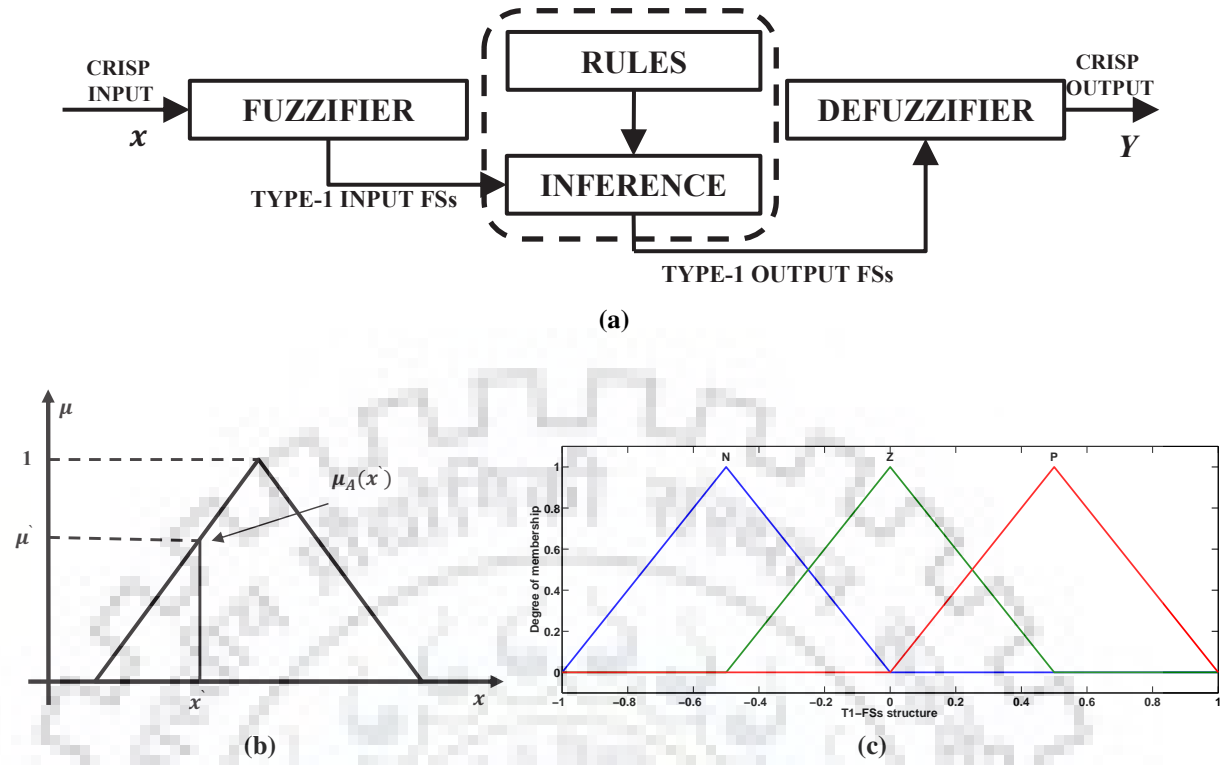 CRISP
INPUT
x
FUZZIFIER
RULES
INFERENCE
DEFUZZIFIER
CRISP
OUTPUT
Y
TYPE-1 INPUT FSs
TYPE-1 OUTPUT FSs
(a)
μ
1
μ`
μA(x`)
x`
x
(b)
N Z P
Degree of membership
1
0.8
0.6
0.4
0.2
0
−1 −0.8 −0.6 −0.4 −0.2 0 0.2 0.4 0.6 0.8 1
T1−FSs structure
(c)